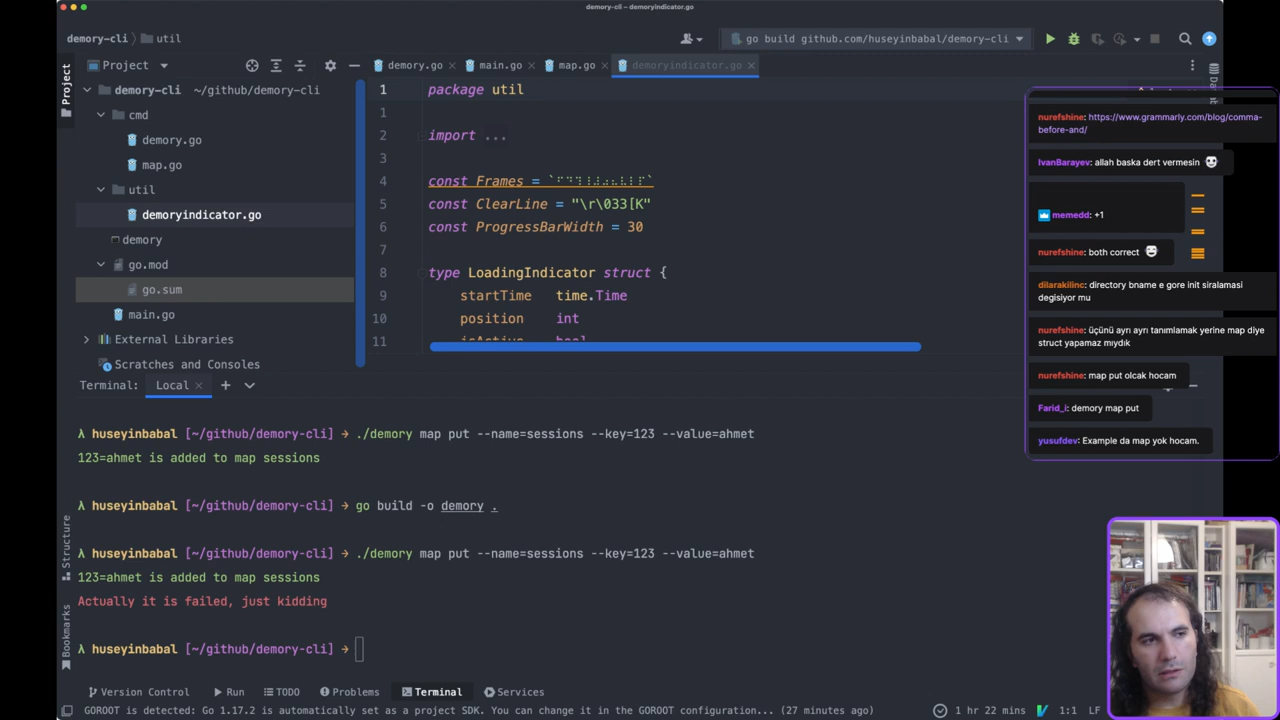 demory-cli – demoryindicator.go
demory-cli util
go build github.com/huseyinbabal/demory-cli
Project
Project
demory-cli ~/github/demory-cli
cmd
demory.go
map.go
util
demoryindicator.go
demory
go.mod
go.sum
main.go
External Libraries
Scratches and Consoles
demory.go
main.go
map.go
demoryindicator.go
1 package util
1
2 import ...
3
4 const Frames =
5 const ClearLine = "\r\033[K"
6 const ProgressBarWidth = 30
7
8 type LoadingIndicator struct {
9 startTime time.Time
10 position int
11 isActive bool
nurefshine: https://www.grammarly.com/blog/comma-
before-and/
IvanBarayev: allah baska dert vermesin
memedd: +1
nurefshine: both correct
dilarakilinc: directory bname e gore init siralamasi
degisiyor mu
nurefshine: üçünü ayrı ayrı tanımlamak yerine map diye
struct yapamaz mıydık
nurefshine: map put olcak hocam
Farid_i: demory map put
yusufdev: Example da map yok hocam.
Terminal: Local
λ huseyinbabal [~/github/demory-cli] → ./demory map put --name=sessions --key=123 --value=ahmet
123=ahmet is added to map sessions
λ huseyinbabal [~/github/demory-cli] → go build -o demory .
λ huseyinbabal [~/github/demory-cli] → ./demory map put --name=sessions --key=123 --value=ahmet
123=ahmet is added to map sessions
Actually it is failed, just kidding
λ huseyinbabal [~/github/demory-cli] →
Structure
Bookmarks
Version Control Run TODO Problems Terminal Services
GOROOT is detected: Go 1.17.2 is automatically set as a project SDK. You can change it in the GOROOT configuration... (27 minutes ago)
1 hr 22 mins 1:1 LF